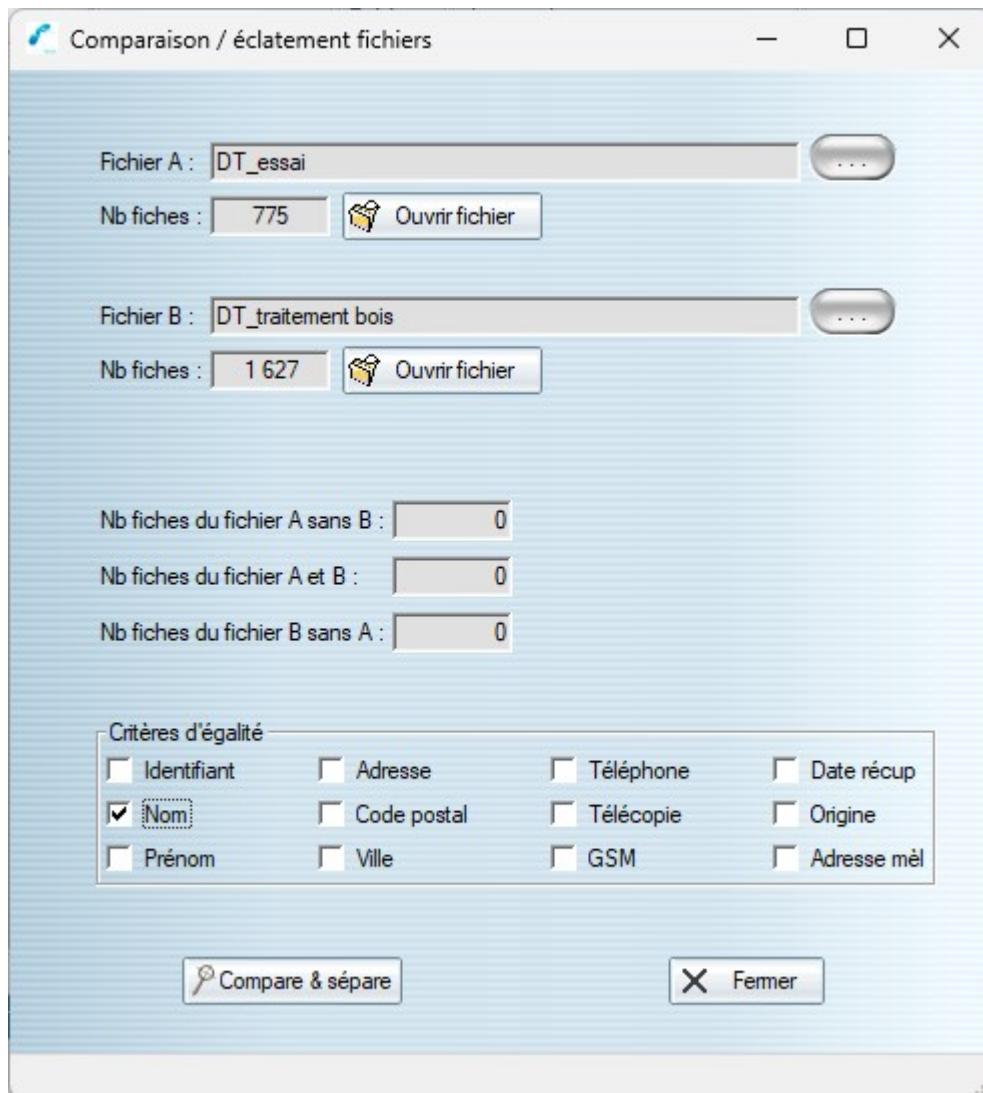 Comparaison / éclatement fichiers
Fichier A : DT_essai ...
Nb fiches : 775 Ouvrir fichier
Fichier B : DT_traitement bois ...
Nb fiches : 1 627 Ouvrir fichier
Nb fiches du fichier A sans B : 0
Nb fiches du fichier A et B : 0
Nb fiches du fichier B sans A : 0
Critères d'égalité
Identifiant Adresse Téléphone Date récup
Nom Code postal Télécopie Origine
Prénom Ville GSM Adresse mèl
Compare & sépare Fermer